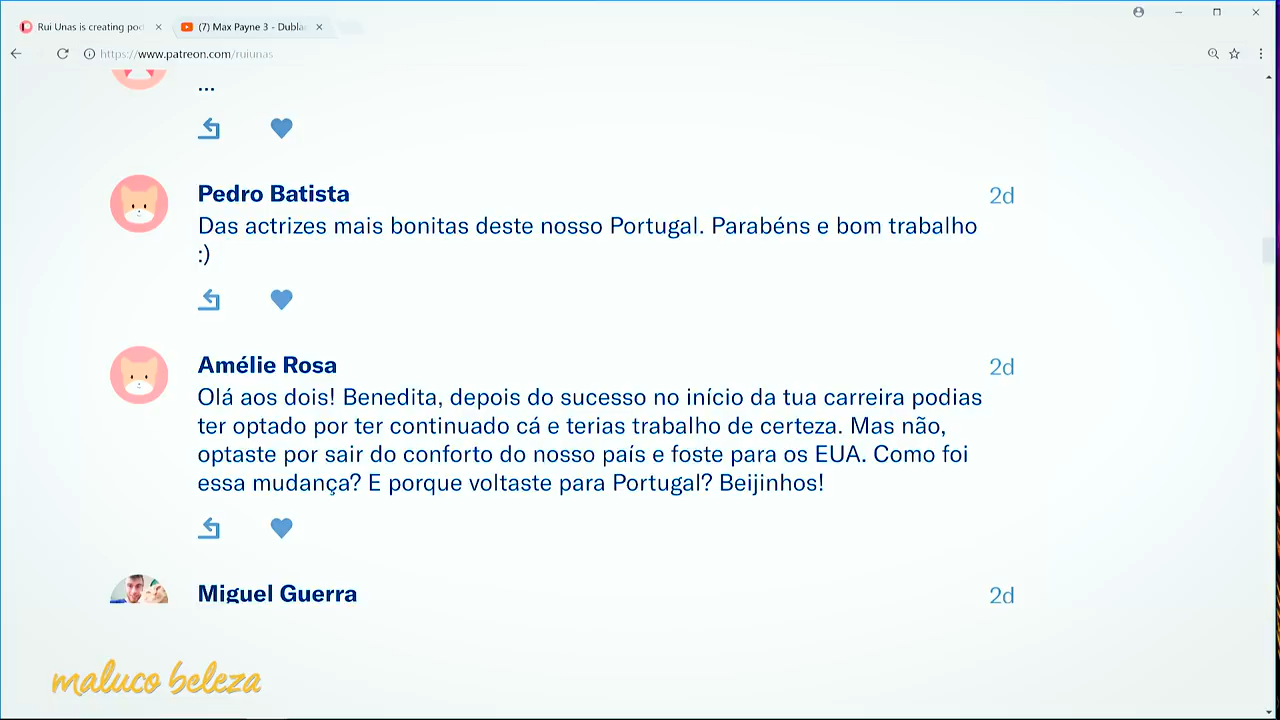 Rui Unas is creating pod
(7) Max Payne 3 - Dubla
https://www.patreon.com/ruiunas
...
Pedro Batista
2d
Das actrizes mais bonitas deste nosso Portugal. Parabéns e bom trabalho
:)
Amélie Rosa
2d
Olá aos dois! Benedita, depois do sucesso no início da tua carreira podias
ter optado por ter continuado cá e terias trabalho de certeza. Mas não,
optaste por sair do conforto do nosso país e foste para os EUA. Como foi
essa mudança? E porque voltaste para Portugal? Beijinhos!
Miguel Guerra
2d
maluco beleza